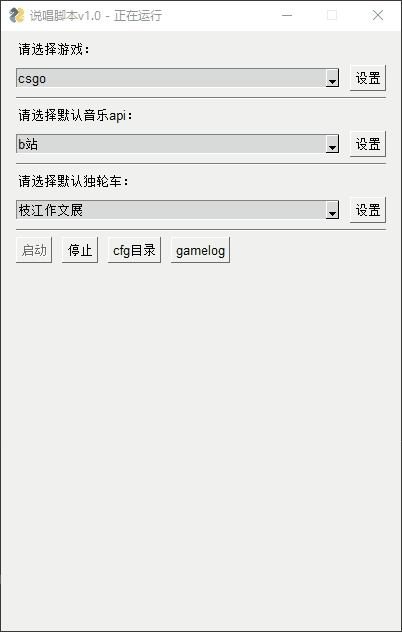 说唱脚本v1.0 - 正在运行
请选择游戏：
csgo
设置
请选择默认音乐api：
b站
设置
请选择默认独轮车：
枝江作文展
设置
启动 停止 cfg目录 gamelog